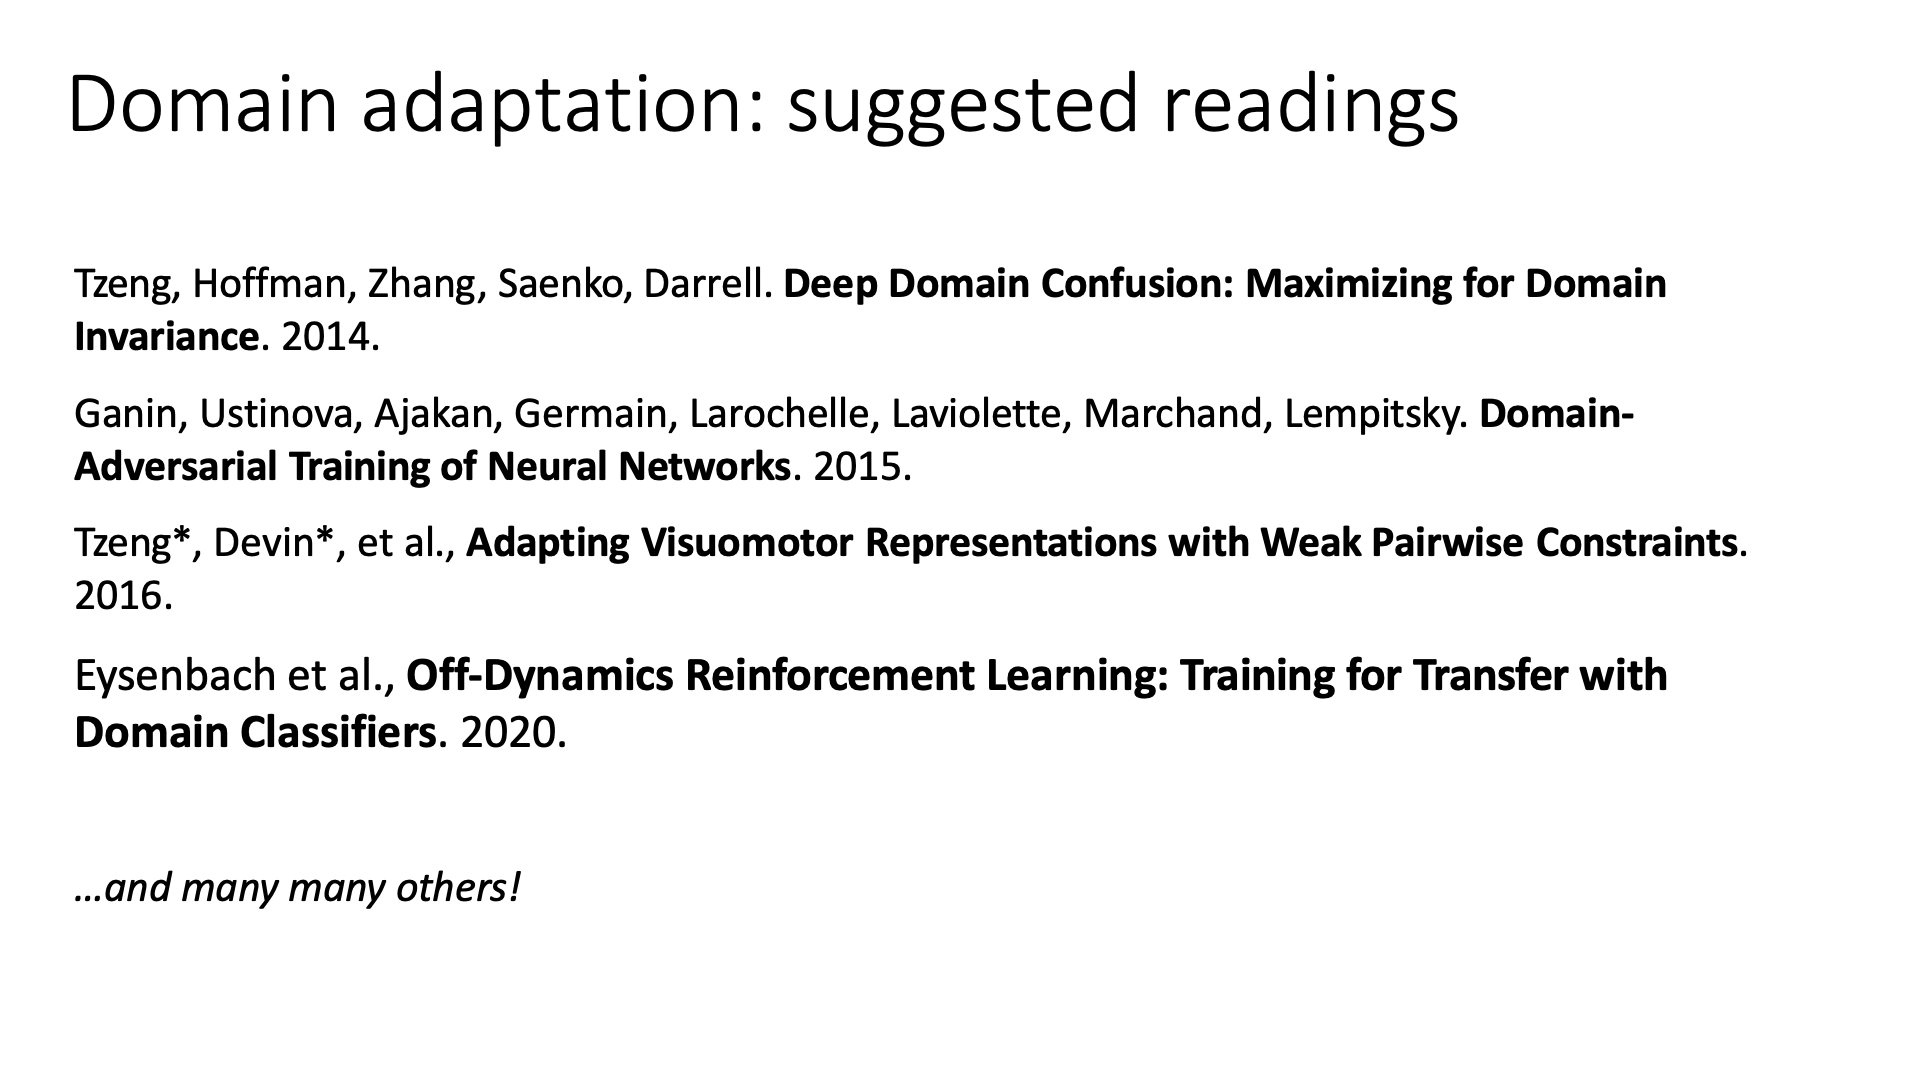 Domain adaptation: suggested readings
Tzeng, Hoffman, Zhang, Saenko, Darrell. Deep Domain Confusion: Maximizing for Domain
Invariance. 2014.
Ganin, Ustinova, Ajakan, Germain, Larochelle, Laviolette, Marchand, Lempitsky. Domain-
Adversarial Training of Neural Networks. 2015.
Tzeng*, Devin*, et al., Adapting Visuomotor Representations with Weak Pairwise Constraints.
2016.
Eysenbach et al., Off-Dynamics Reinforcement Learning: Training for Transfer with
Domain Classifiers. 2020.
…and many many others!